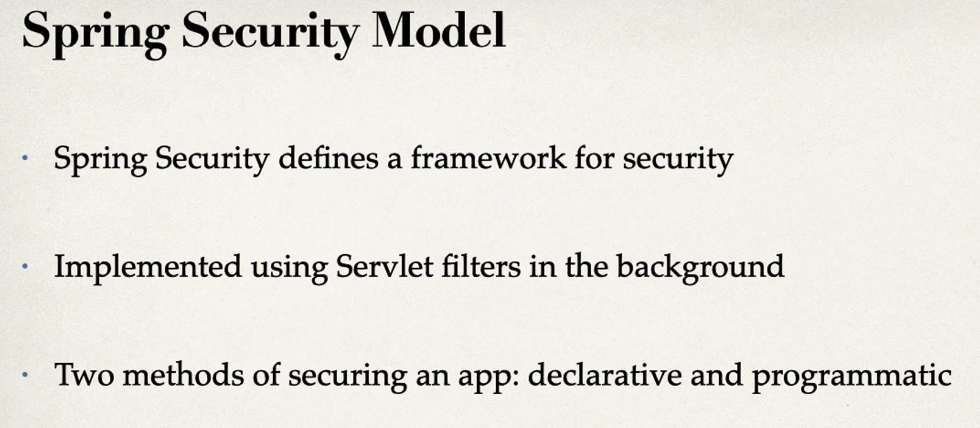 Spring Security Model
• Spring Security defines a framework for security
• Implemented using Servlet filters in the background
• Two methods of securing an app: declarative and programmatic